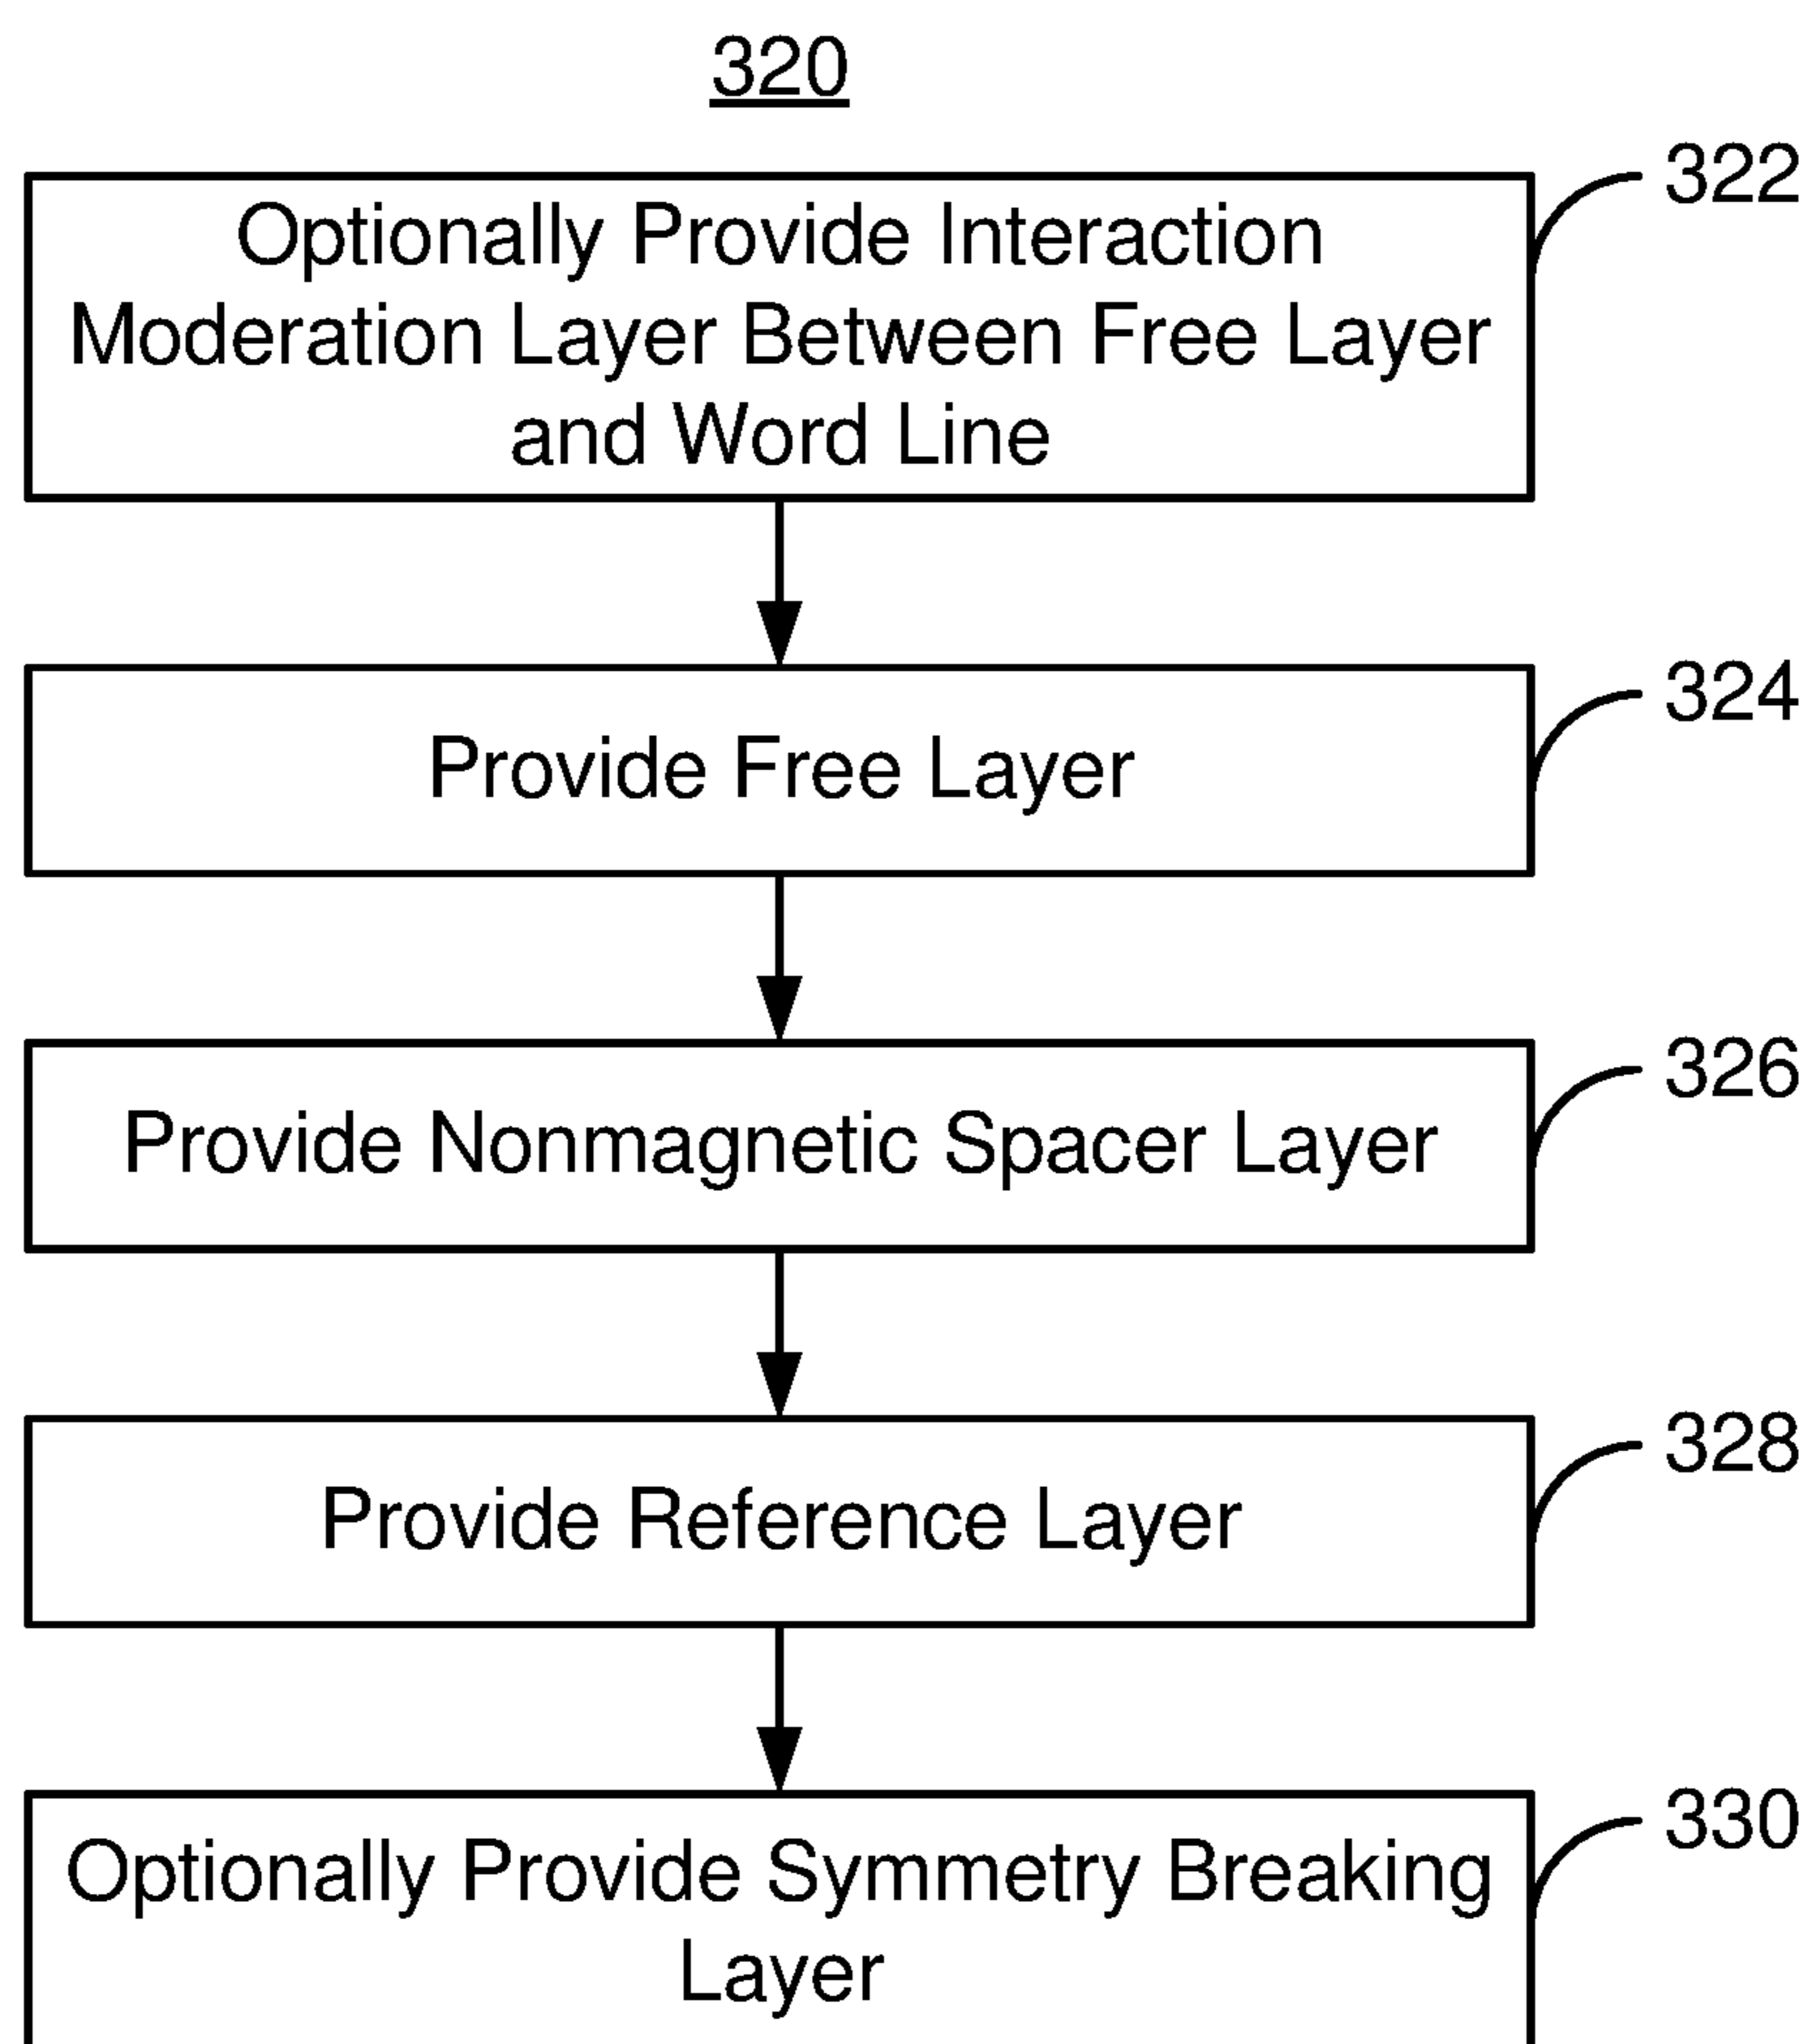 320
322
Optionally Provide Interaction
Moderation Layer Between Free Layer
and Word Line
324
Provide Free Layer
326
Provide Nonmagnetic Spacer Layer
328
Provide Reference Layer
330
Optionally Provide Symmetry Breaking
Layer